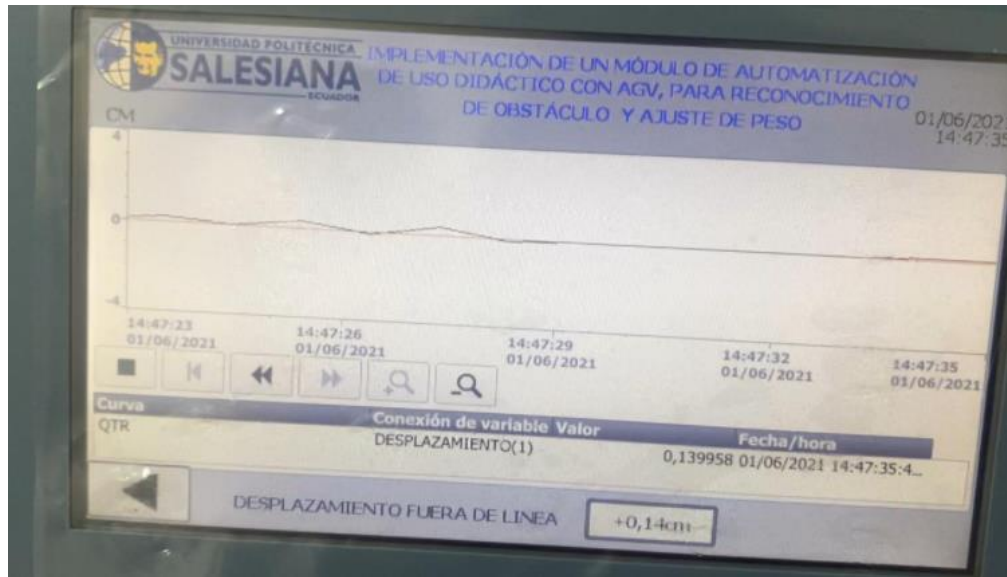 UNIVERSIDAD POLITÉCNICA
SALESIANA
ECUADOR
IMPLEMENTACIÓN DE UN MÓDULO DE AUTOMATIZACIÓN
DE USO DIDÁCTICO CON AGV, PARA RECONOCIMIENTO
DE OBSTÁCULO Y AJUSTE DE PESO
01/06/202
14:47:35
CM
4
0
-4
14:47:23
01/06/2021
14:47:26
01/06/2021
14:47:29
01/06/2021
14:47:32
01/06/2021
14:47:35
01/06/2021
Curva Conexión de variable Valor Fecha/hora
QTR DESPLAZAMIENTO(1) 0,139958 01/06/2021 14:47:35:4...
DESPLAZAMIENTO FUERA DE LINEA +0,14cm